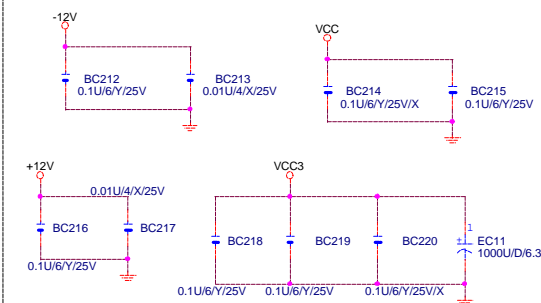 -12V
VCC
BC212
0.1U/6/Y/25V
BC213
0.01U/4/X/25V
BC214
0.1U/6/Y/25V/X
BC215
0.1U/6/Y/25V
+12V
VCC3
0.01U/4/X/25V
BC216
BC217
0.1U/6/Y/25V
BC218
BC219
BC220
1
+
EC11
1000U/D/6.3
0.1U/6/Y/25V
0.1U/6/Y/25V
0.1U/6/Y/25V/X